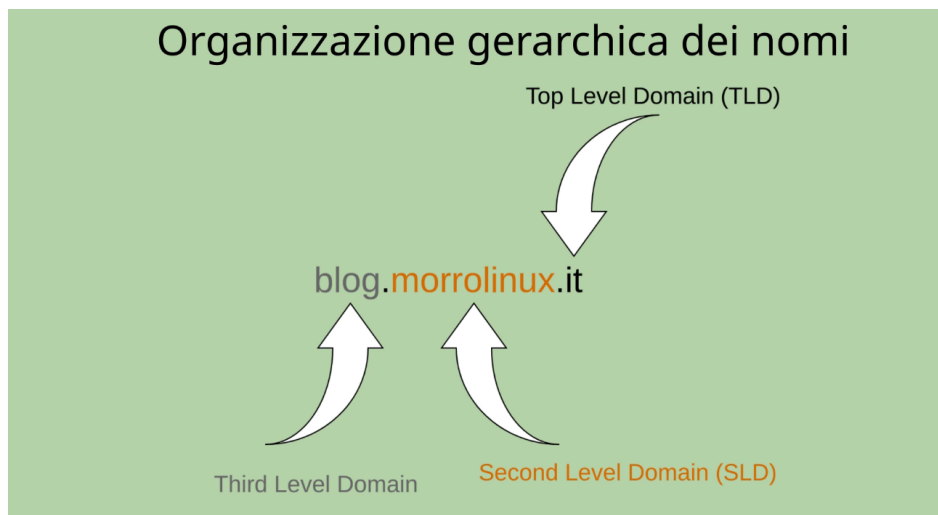 Organizzazione gerarchica dei nomi
Top Level Domain (TLD)
blog.morrolinux.it
Third Level Domain
Second Level Domain (SLD)